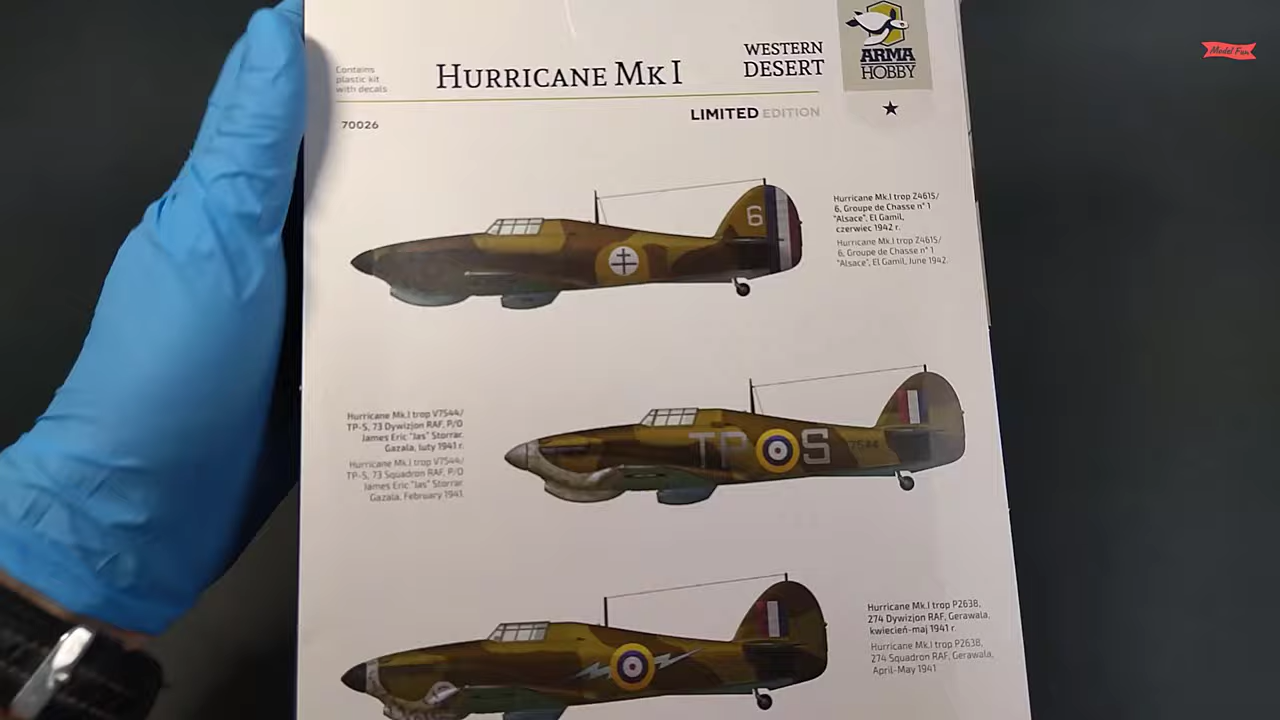 Contains
plastic kit
with decals
HURRICANE MK I
WESTERN
DESERT
ARMA
HOBBY
Model Fun
70026
LIMITED EDITION
6
Hurricane Mk.I trop Z4615/
6, Groupe de Chasse n° 1
"Alsace", El Gamil,
czerwiec 1942 r.
Hurricane Mk.I trop Z4615/
6, Groupe de Chasse n° 1
"Alsace", El Gamil, June 1942.
Hurricane Mk.I trop V7544/
TP-S, 73 Dywizjon RAF, P/O
James Eric "Jas" Storrar,
Gazala, luty 1941 r.
Hurricane Mk.I trop V7544/
TP-S, 73 Squadron RAF, P/O
James Eric "Jas" Storrar,
Gazala, February 1941.
TP S
V7544
Hurricane Mk.I trop P2638,
274 Dywizjon RAF, Gerawala,
kwiecień-maj 1941 r.
Hurricane Mk.I trop P2638,
274 Squadron RAF, Gerawala,
April-May 1941